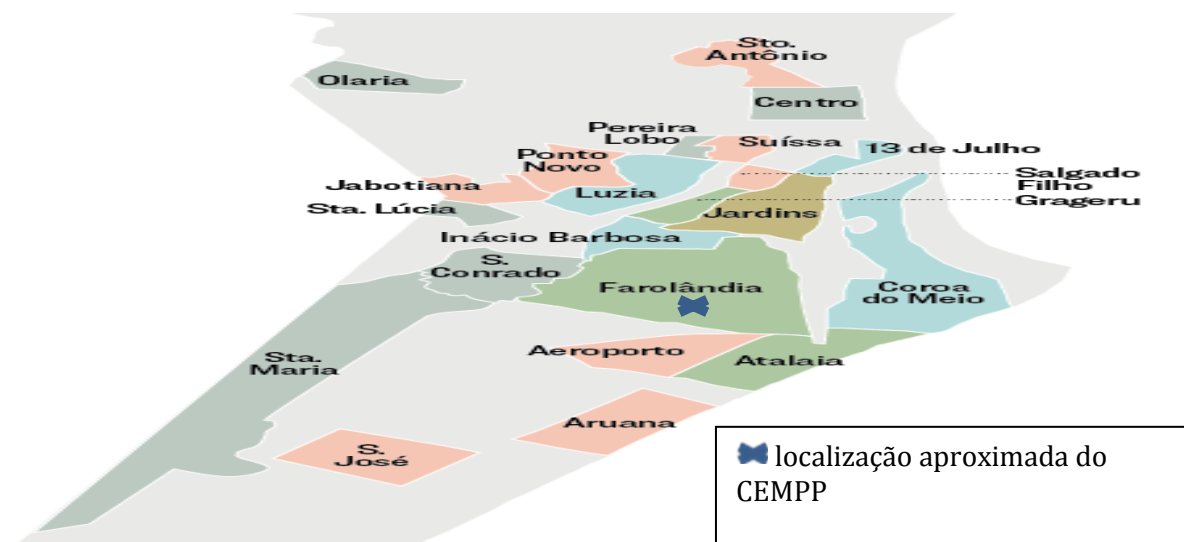 Sto.
Antônio
Olaria
Centro
Pereira
Lobo
Suíssa
13 de Julho
Ponto
Novo
Salgado
Filho
Jabotiana
Luzia
Grageru
Sta. Lúcia
Jardins
Inácio Barbosa
S.
Conrado
Farolândia
Coroa
do Meio
Sta.
Maria
Aeroporto
Atalaia
Aruana
S.
José
localização aproximada do
CEMPP